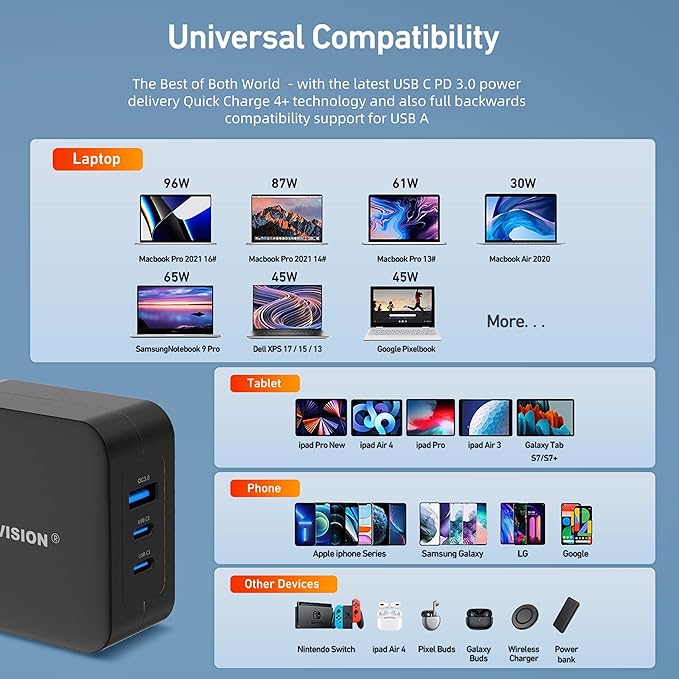 Universal Compatibility
The Best of Both World - with the latest USB C PD 3.0 power
delivery Quick Charge 4+ technology and also full backwards
compatibility support for USB A
Laptop
96W
87W
61W
30W
Macbook Pro 2021 16#
Macbook Pro 2021 14#
Macbook Pro 13#
Macbook Air 2020
65W
45W
45W
SamsungNotebook 9 Pro
Dell XPS 17 / 15 / 13
Google Pixelbook
More. . .
Tablet
ipad Pro New
ipad Air 4
ipad Pro
ipad Air 3
Galaxy Tab
S7/S7+
Phone
Apple iphone Series
Samsung Galaxy
LG
Google
Other Devices
Nintendo Switch
ipad Air 4
Pixel Buds
Galaxy
Buds
Wireless
Charger
Power
bank
QC3.0
USB-C2
USB-C1
VISION®